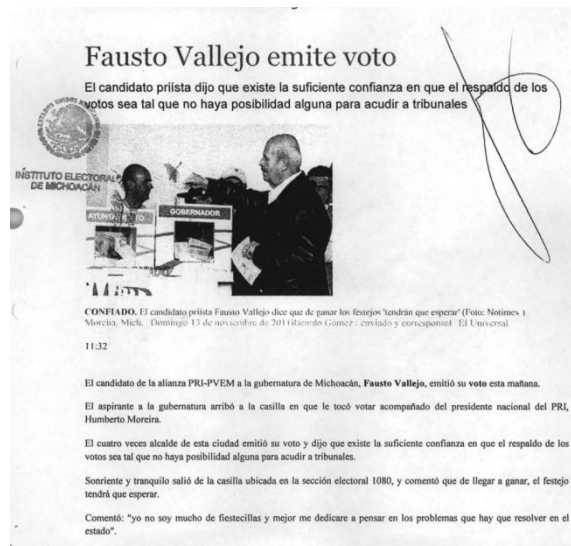 Fausto Vallejo emite voto
El candidato priísta dijo que existe la suficiente confianza en que el respaldo de los
votos sea tal que no haya posibilidad alguna para acudir a tribunales
ESTADOS UNIDOS
INSTITUTO ELECTORAL
DE MICHOACÁN
AYUNTAMIENTO
GOBERNADOR
CONFIADO. El candidato priísta Fausto Vallejo dice que de ganar los festejos 'tendrán que esperar' (Foto: Notimex )
Morelia, Mich. | Domingo 13 de noviembre de 2011 Ricardo Gómez / enviado y corresponsal | El Universal
11:32
El candidato de la alianza PRI-PVEM a la gubernatura de Michoacán, Fausto Vallejo, emitió su voto esta mañana.
El aspirante a la gubernatura arribó a la casilla en que le tocó votar acompañado del presidente nacional del PRI,
Humberto Moreira.
El cuatro veces alcalde de esta ciudad emitió su voto y dijo que existe la suficiente confianza en que el respaldo de los
votos sea tal que no haya posibilidad alguna para acudir a tribunales.
Sonriente y tranquilo salió de la casilla ubicada en la sección electoral 1080, y comentó que de llegar a ganar, el festejo
tendrá que esperar.
Comentó: "yo no soy mucho de fiestecillas y mejor me dedicare a pensar en los problemas que hay que resolver en el
estado".